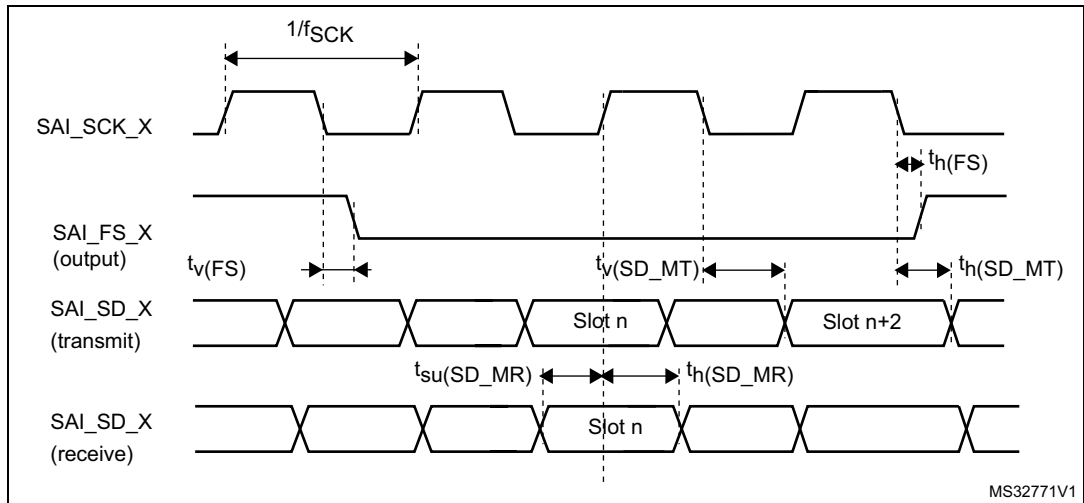 1/fSCK
SAI_SCK_X
th(FS)
SAI_FS_X
(output)
tv(FS)
tv(SD_MT)
th(SD_MT)
SAI_SD_X
(transmit)
Slot n
Slot n+2
tsu(SD_MR)
th(SD_MR)
SAI_SD_X
(receive)
Slot n
MS32771V1